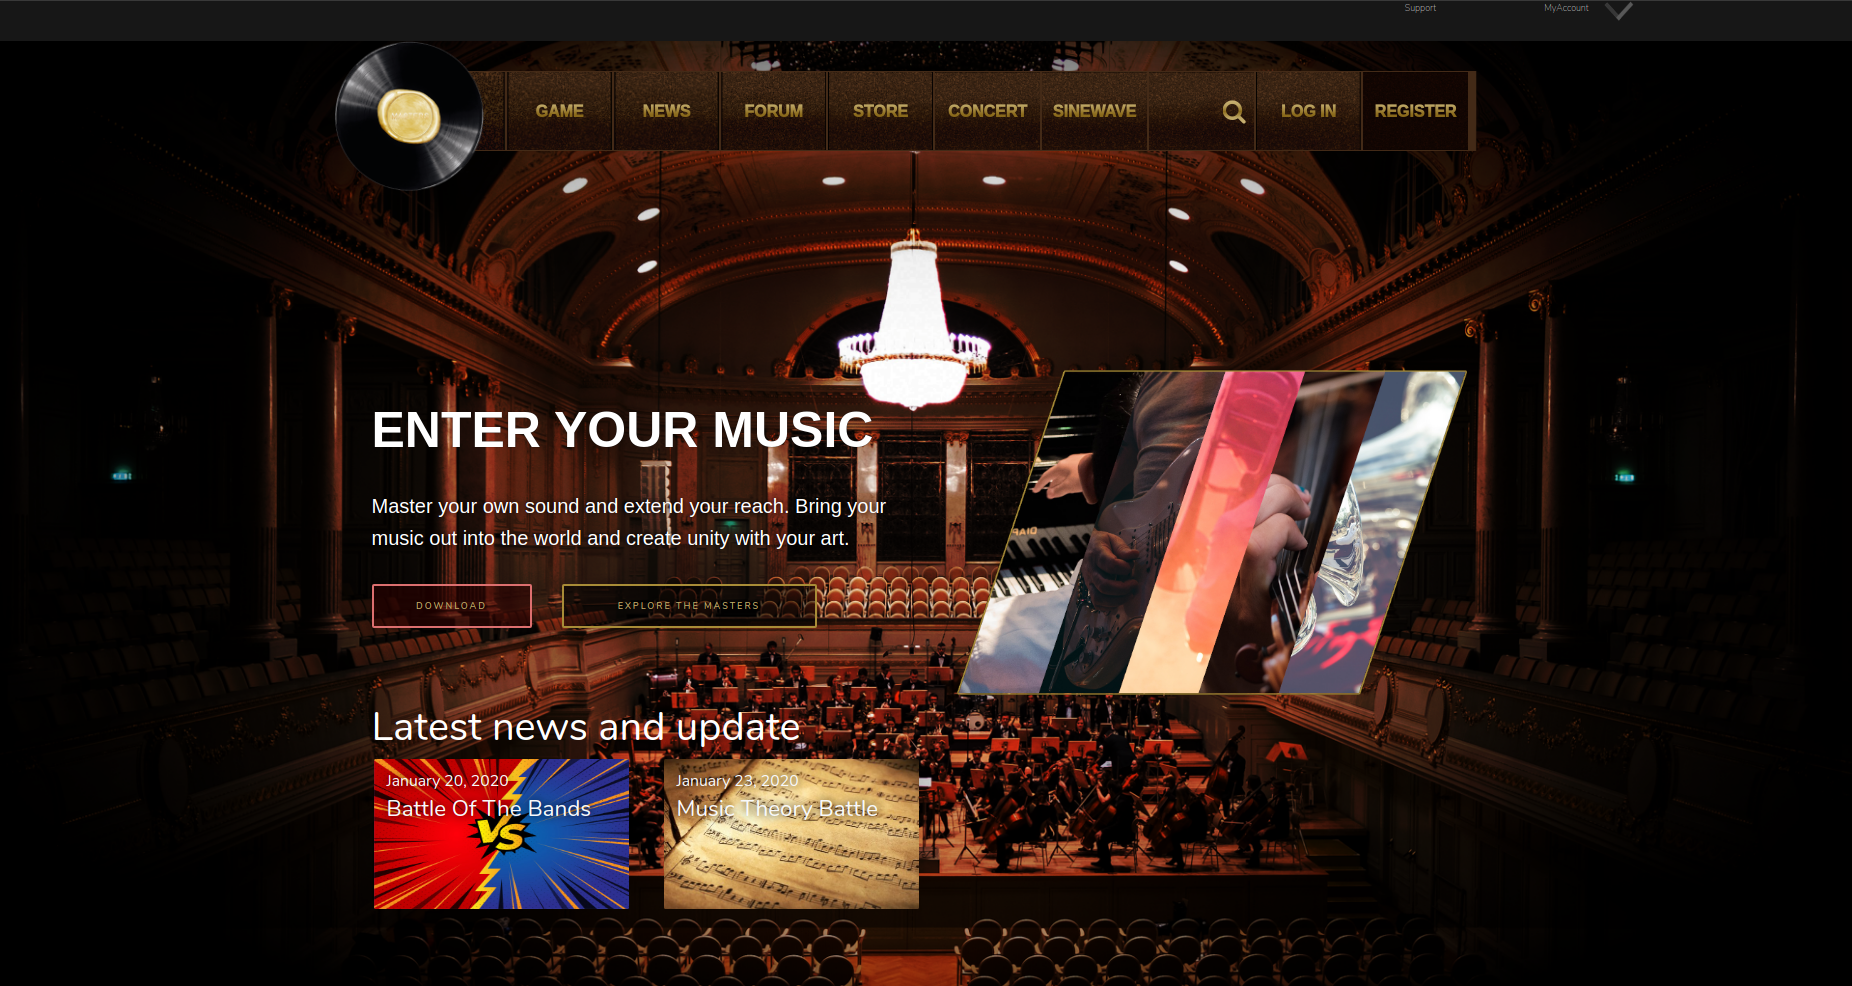 Support
MyAccount
GAME
NEWS
FORUM
STORE
CONCERT
SINEWAVE
LOG IN
REGISTER
ENTER YOUR MUSIC
Master your own sound and extend your reach. Bring your
music out into the world and create unity with your art.
DOWNLOAD
EXPLORE THE MASTERS
Latest news and update
January 20, 2020
Battle Of The Bands
VS
January 23, 2020
Music Theory Battle